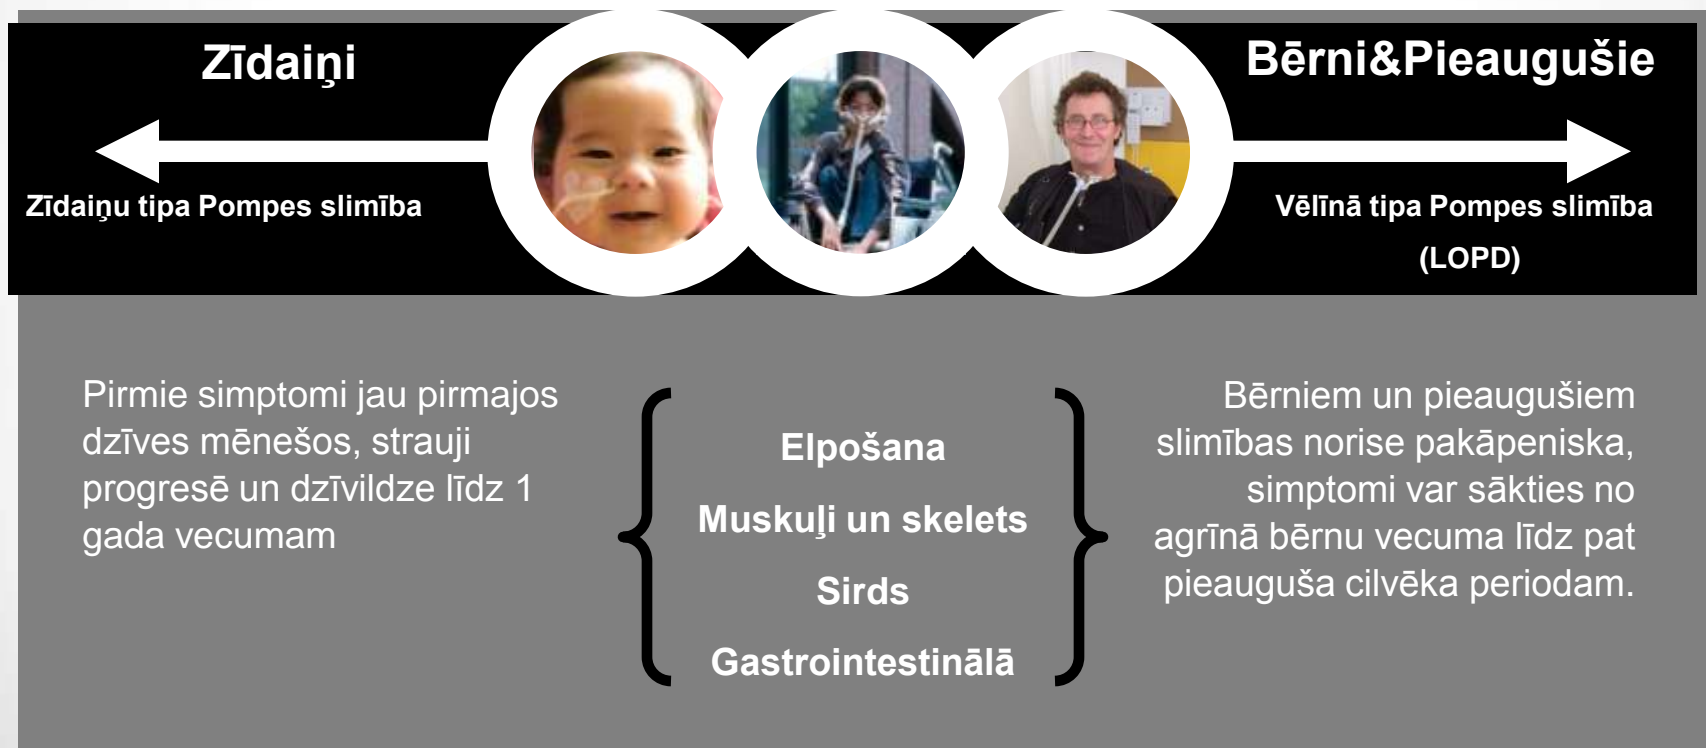 Zīdaiņi
Bērni&Pieaugušie
Zīdaiņu tipa Pompes slimība
Vēlīnā tipa Pompes slimība
(LOPD)
Pirmie simptomi jau pirmajos
dzīves mēnešos, strauji
progresē un dzīvildze līdz 1
gada vecumam
Elpošana
Muskuļi un skelets
Sirds
Gastrointestinālā
Bērniem un pieaugušiem
slimības norise pakāpeniska,
simptomi var sākties no
agrīnā bērnu vecuma līdz pat
pieauguša cilvēka periodam.